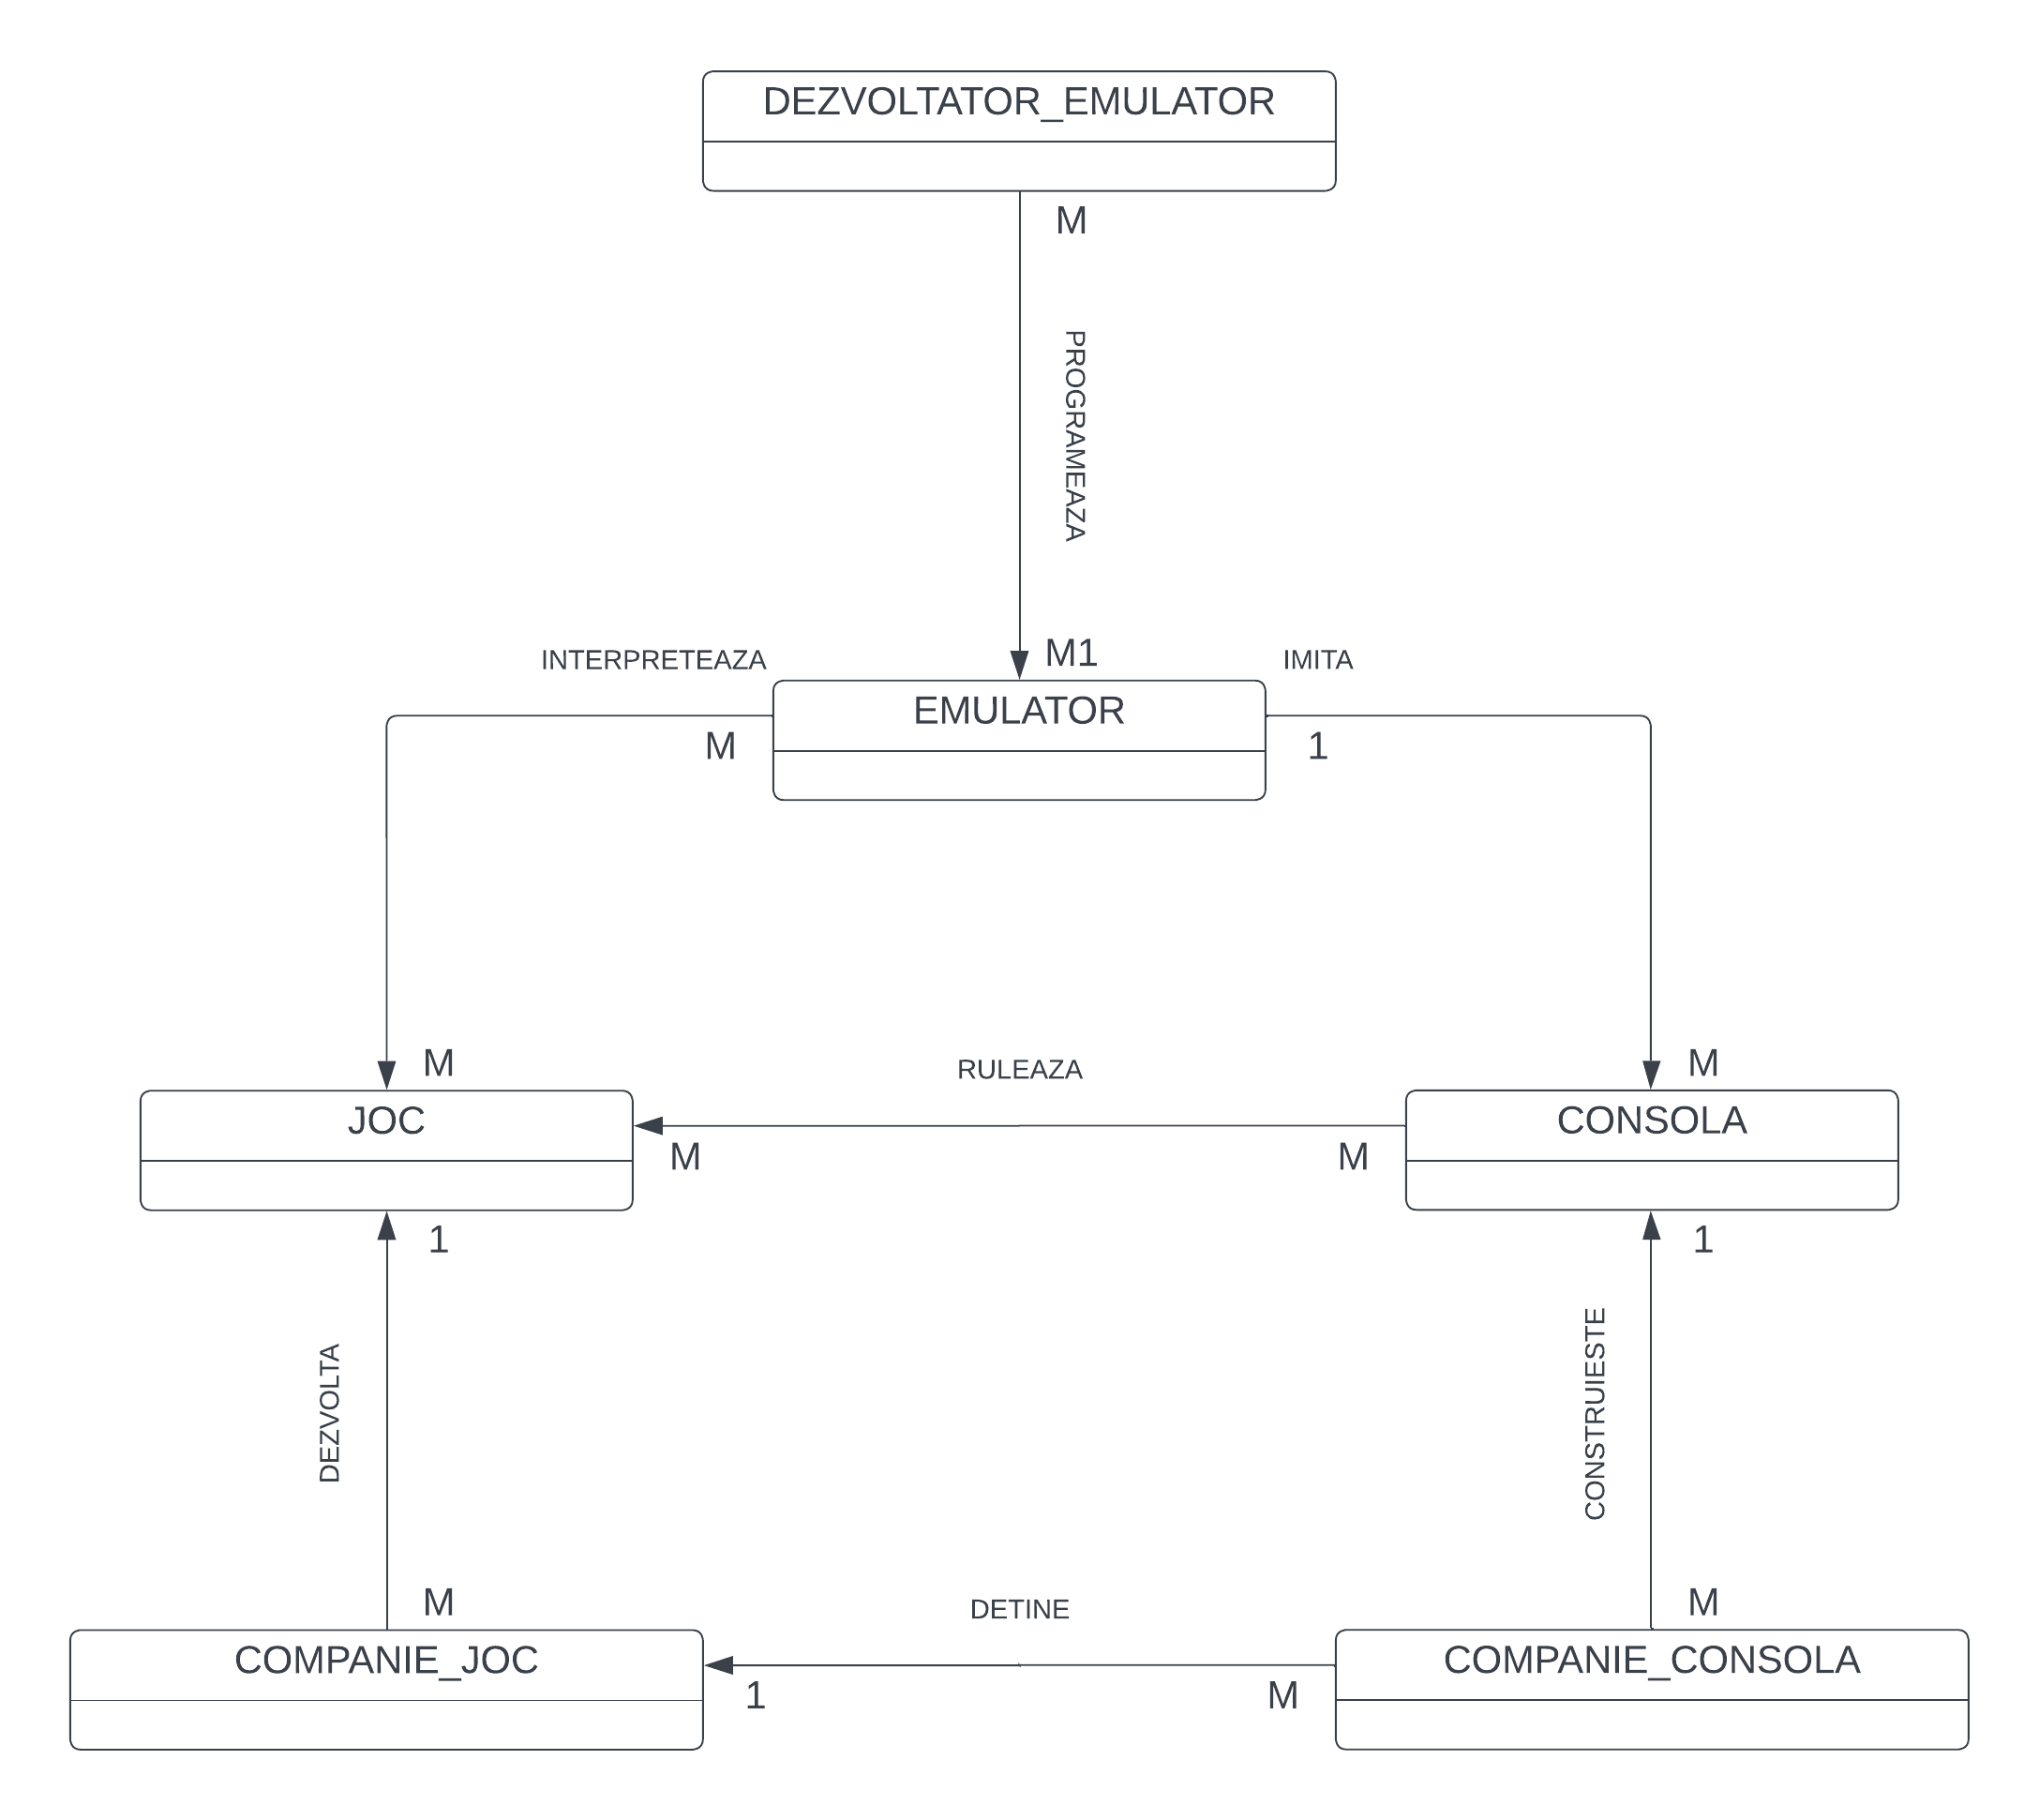 DEZVOLTATOR_EMULATOR
M
PROGRAMEAZA
M1
INTERPRETEAZA
IMITA
EMULATOR
M
1
M
M
RULEAZA
JOC
CONSOLA
M
M
1
1
DEZVOLTA
CONSTRUIESTE
M
M
DETINE
COMPANIE_JOC
COMPANIE_CONSOLA
1
M